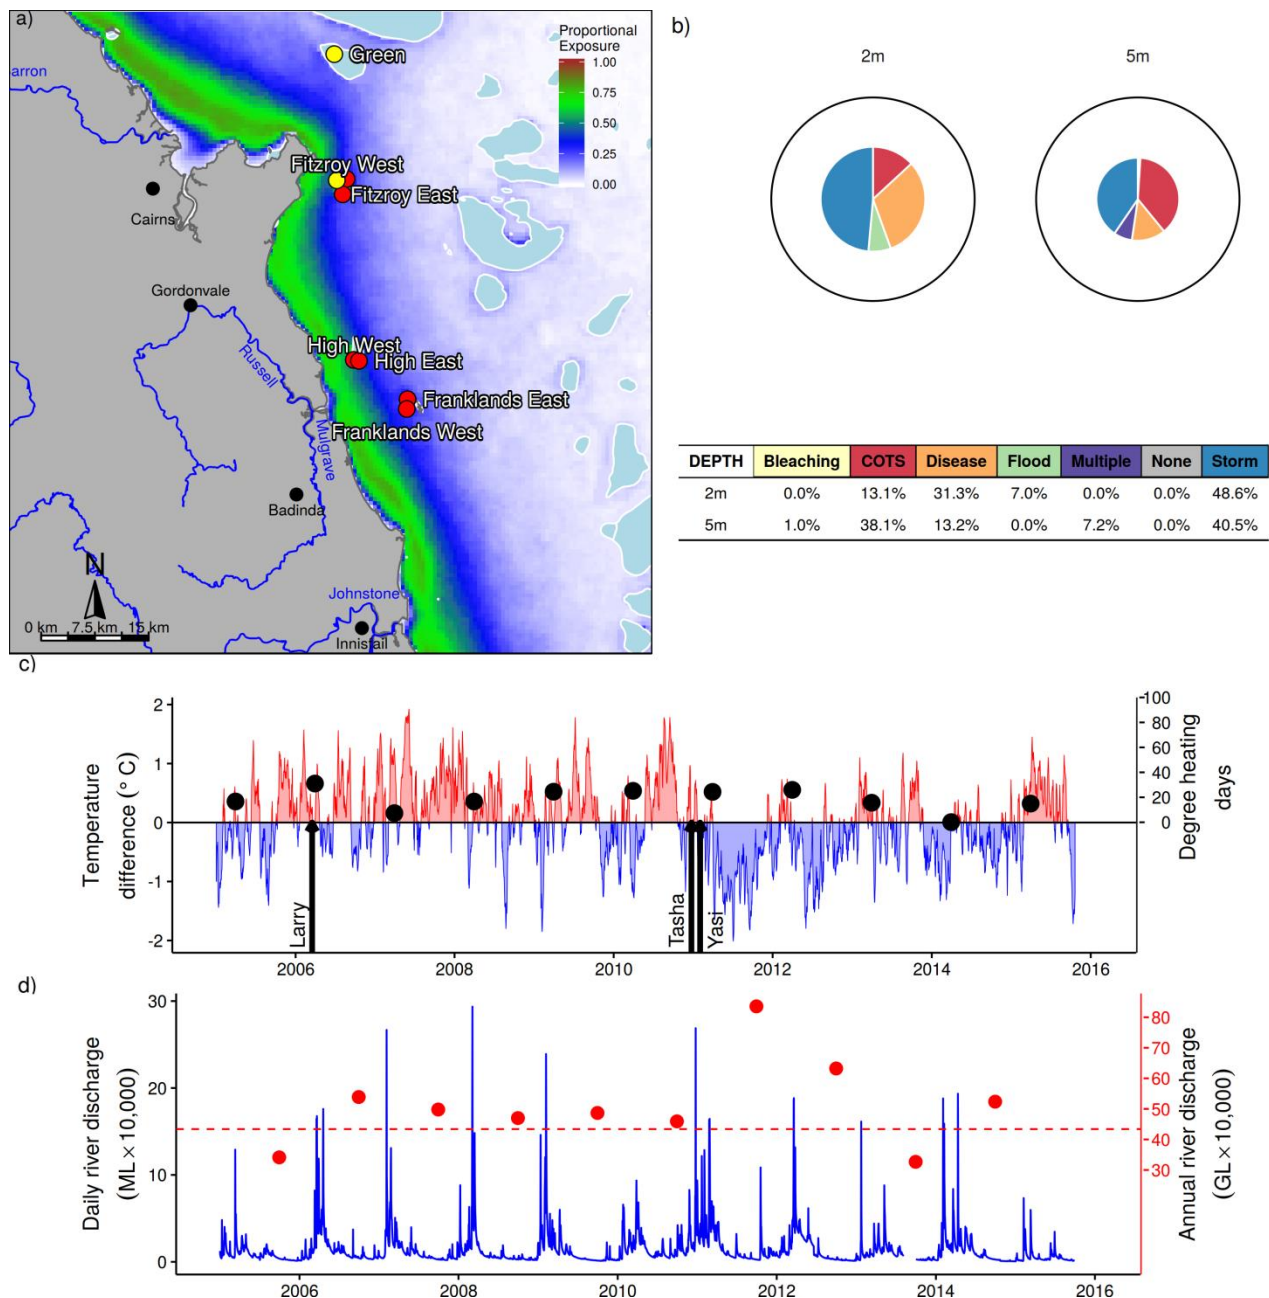 a)
Proportional
Exposure
1.00
0.75
0.50
0.25
0.00
Green
arron
Fitzroy West
Fitzroy East
Cairns
Gordonvale
High West
High East
Russell
Franklands East
Franklands West
Mulgrave
Badinda
N
Johnstone
0 km 7.5 km 15 km
Innisfail
b)
2m 5m
DEPTH Bleaching COTS Disease Flood Multiple None Storm
2m 0.0% 13.1% 31.3% 7.0% 0.0% 0.0% 48.6%
5m 1.0% 38.1% 13.2% 0.0% 7.2% 0.0% 40.5%
c)
Temperature
difference (° C)
2
1
0
-1
-2
Larry
Tasha
Yasi
100
80
60
40
20
0
Degree heating
days
2006 2008 2010 2012 2014 2016
d)
Daily river discharge
(ML × 10,000)
30
20
10
0
80
70
60
50
40
30
Annual river discharge
(GL × 10,000)
2006 2008 2010 2012 2014 2016